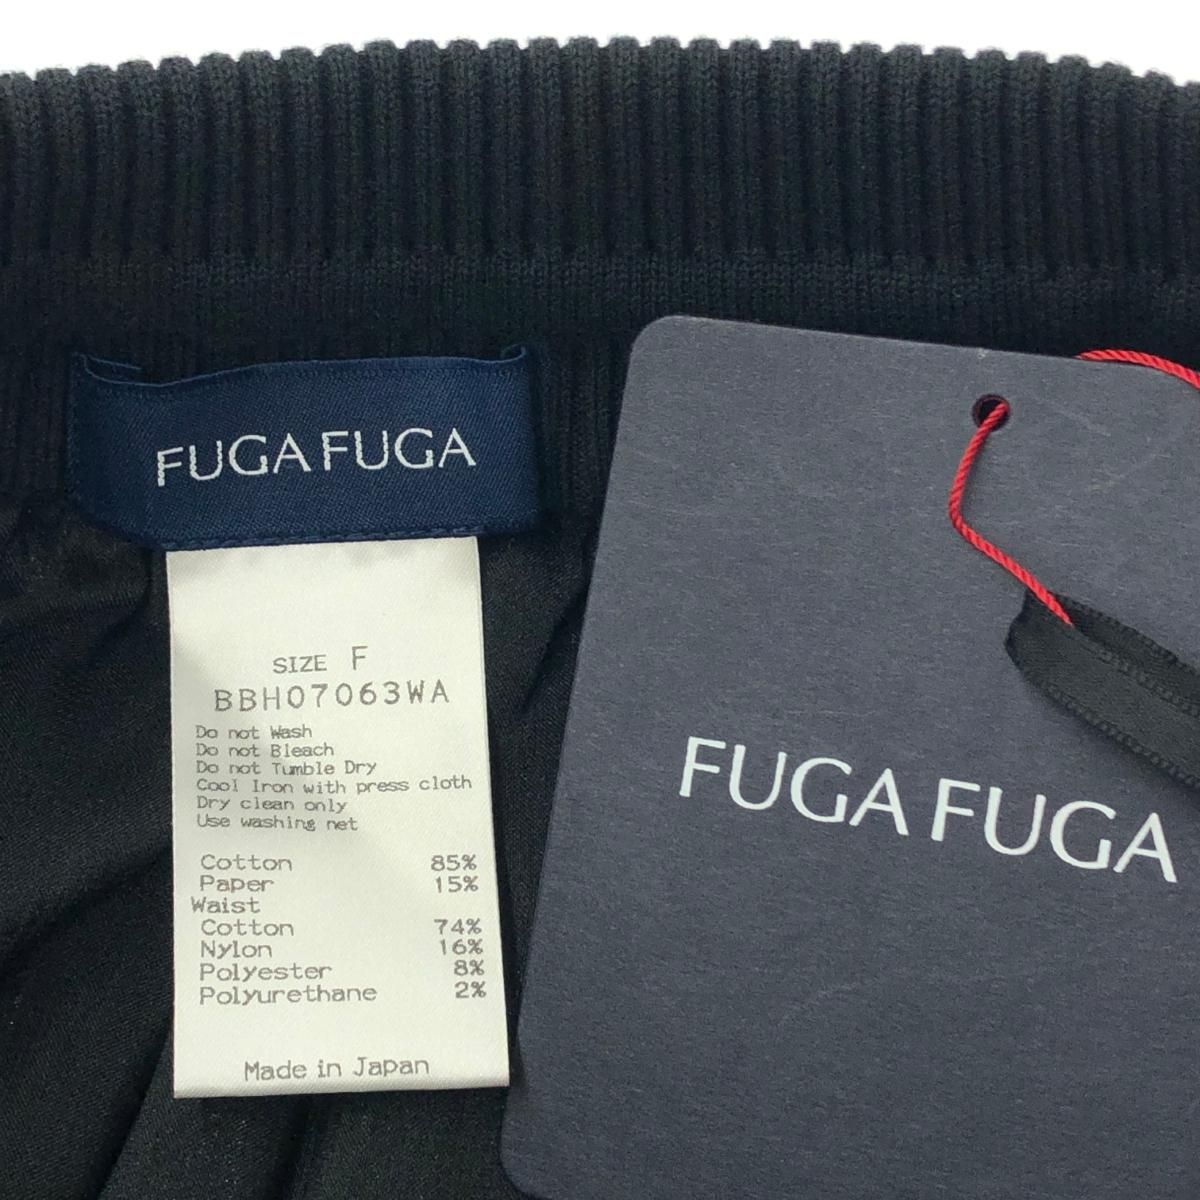 FUGA FUGA
SIZE F
BBH07063WA
Do not Wash
Do not Bleach
Do not Tumble Dry
Cool Iron with press cloth
Dry clean only
Use washing net
Cotton 85%
Paper 15%
Waist
Cotton 74%
Nylon 16%
Polyester 8%
Polyurethane 2%
Made in Japan
FUGA FUGA